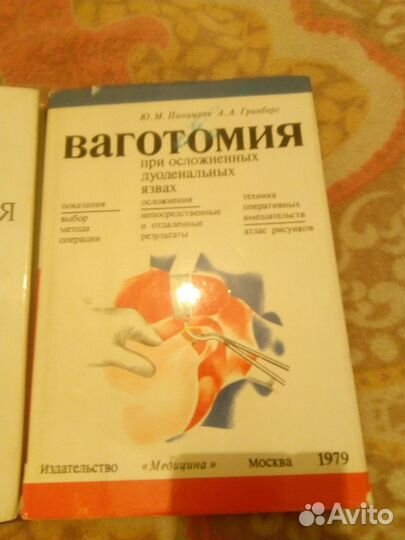 Ю. М. Панцырев А. А. Гринберг
ВАГОТОМИЯ
при осложненных
дуоденальных
язвах
показания
выбор
метода
операции
осложнения
непосредственные
и отдаленные
результаты
техника
оперативных
вмешательств
атлас рисунков
Я
Издательство «Медицина» Москва 1979
Avito